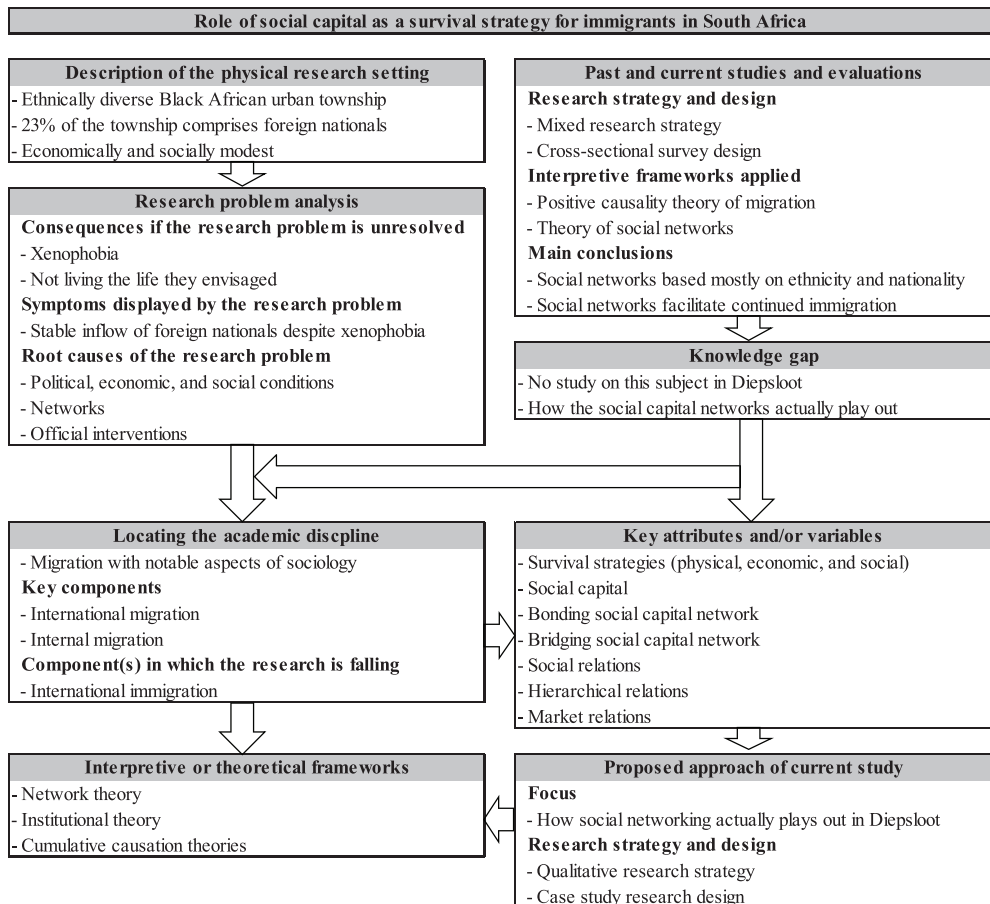 Role of social capital as a survival strategy for immigrants in South Africa
Description of the physical research setting
- Ethnically diverse Black African urban township
- 23% of the township comprises foreign nationals
- Economically and socially modest
Research problem analysis
Consequences if the research problem is unresolved
- Xenophobia
- Not living the life they envisaged
Symptoms displayed by the research problem
- Stable inflow of foreign nationals despite xenophobia
Root causes of the research problem
- Political, economic, and social conditions
- Networks
- Official interventions
Past and current studies and evaluations
Research strategy and design
- Mixed research strategy
- Cross-sectional survey design
Interpretive frameworks applied
- Positive causality theory of migration
- Theory of social networks
Main conclusions
- Social networks based mostly on ethnicity and nationality
- Social networks facilitate continued immigration
Knowledge gap
- No study on this subject in Diepsloot
- How the social capital networks actually play out
Locating the academic discpline
- Migration with notable aspects of sociology
Key components
- International migration
- Internal migration
Component(s) in which the research is falling
- International immigration
Key attributes and/or variables
- Survival strategies (physical, economic, and social)
- Social capital
- Bonding social capital network
- Bridging social capital network
- Social relations
- Hierarchical relations
- Market relations
Interpretive or theoretical frameworks
- Network theory
- Institutional theory
- Cumulative causation theories
Proposed approach of current study
Focus
- How social networking actually plays out in Diepsloot
Research strategy and design
- Qualitative research strategy
- Case study research design